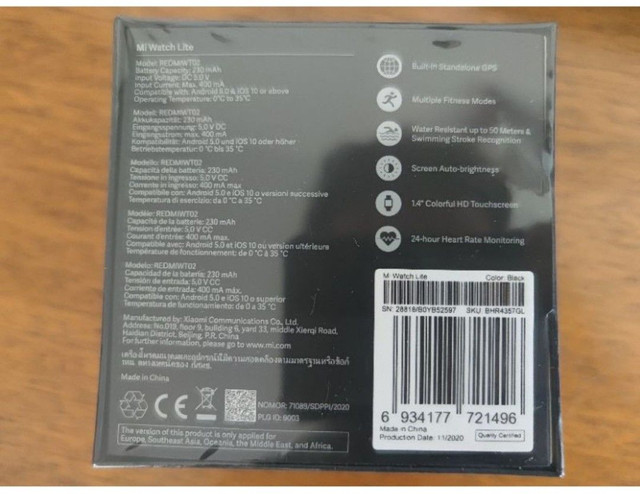 Mi Watch Lite
Model: REDMIWT02
Battery Capacity: 230 mAh
Input Voltage: DC 5.0 V
Input Current: Max. 400 mA
Compatible with: Android 5.0 & iOS 10 or above
Operating Temperature: 0°C to 35°C
Modell: REDMIWT02
Akkukapazität: 230 mAh
Eingangsspannung: 5,0 V DC
Eingangsstrom: max. 400 mA
Kompatibilität: Android 5.0 und iOS 10 oder höher
Betriebstemperatur: 0 °C bis 35 °C
Modello: REDMIWT02
Capacità della batteria: 230 mAh
Tensione in ingresso: 5,0 V CC
Corrente in ingresso: 400 mA max
Compatibile con: Android 5.0 e iOS 10 o versioni successive
Temperatura di esercizio: da 0 °C a 35 °C
Modèle: REDMIWT02
Capacité de la batterie: 230 mAh
Tension d'entrée: 5,0 V CC
Courant d'entrée: 400 mA max.
Compatible avec: Android 5.0 et iOS 10 ou version ultérieurs
Température de fonctionnement: de 0 °C à 35 °C
Modelo: REDMIWT02
Capacidad de la batería: 230 mAh
Tensión de entrada: 5,0 V CC
Corriente de entrada: 400 mA máx.
Compatible con: Android 5.0 e iOS 10 o superior
Temperatura de funcionamiento: de 0 a 35 °C
Manufactured by: Xiaomi Communications Co., Ltd.
Address: No.019, floor 9, building 6, yard 33, middle Xierqi Road,
Haidian District, Beijing, P.R. China
For further information, please go to www.mi.com
Made in China
NOMOR: 71089/SDPPI/2020
PLG ID: 9003
The version of this product is only applied for
Europe, Southeast Asia, Oceania, the Middle East, and Africa.
Built-in Standalone GPS
Multiple Fitness Modes
Water Resistant up to 50 Meters &
Swimming Stroke Recognition
Screen Auto-brightness
1.4" Colorful HD Touchscreen
24-hour Heart Rate Monitoring
Mi Watch Lite Color: Black
SN: 28816/B0YB52597 SKU: BHR4357GL
6 934177 721496
Made in China
Production Date: 11/2020 Quality Certified